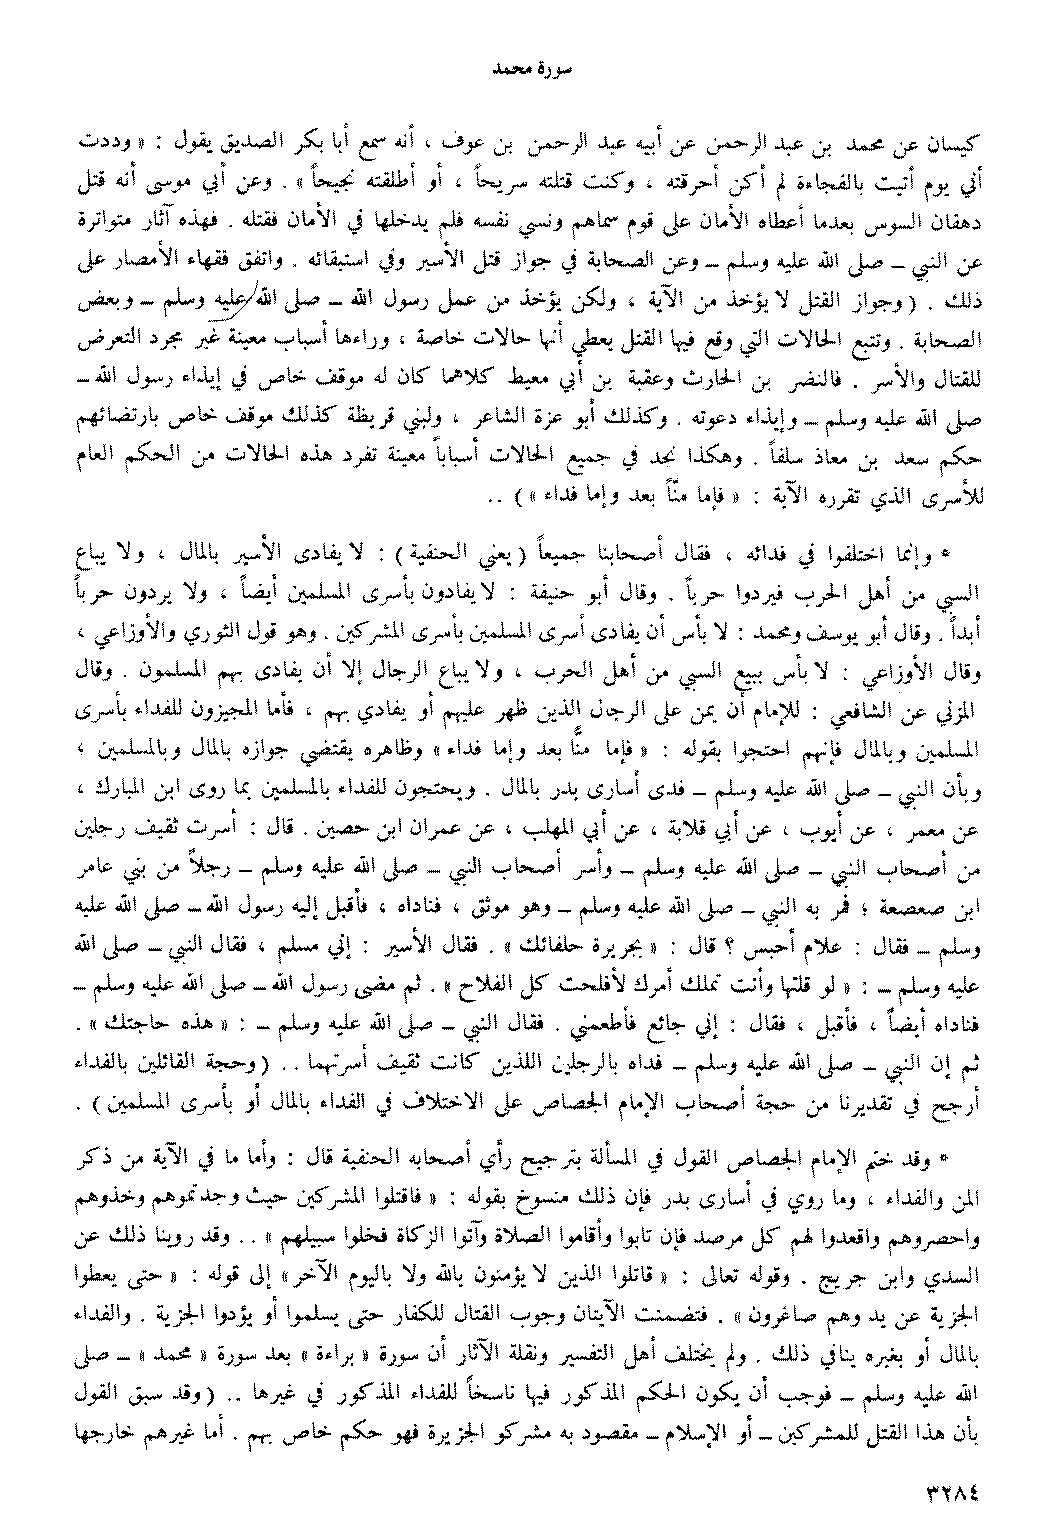 سورة محمد
كيسان عن محمد بن عبد الرحمن عن أبيه عبد الرحمن بن عوف ، أنه سمع أبا بكر الصديق يقول : « وددت
أني يوم أتيت بالفجاءة لم أكن أحرقته ، وكنت قتلته سريحاً ، أو أطلقته نجيحاً » . وعن أبي موسى أنه قتل
دهقان السوس بعدما أعطاه الأمان على قوم سماهم ونسي نفسه فلم يدخلها في الأمان فقتله . فهذه آثار متواترة
عن النبي – صلى الله عليه وسلم – وعن الصحابة في جواز قتل الأسير وفي استبقائه . واتفق فقهاء الأمصار على
ذلك . ( وجواز القتل لا يؤخذ من الآية ، ولكن يؤخذ من عمل رسول الله – صلى الله عليه وسلم – وبعض
الصحابة . وتتبع الحالات التي وقع فيها القتل يعطي أنها حالات خاصة ، وراءها أسباب معينة غير مجرد التعرض
للقتال والأسر . فالنضر بن الحارث وعقبة بن أبي معيط كلاهما كان له موقف خاص في إيذاء رسول الله –
صلى الله عليه وسلم – وإيذاء دعوته . وكذلك أبو عزة الشاعر ، ولبني قريظة كذلك موقف خاص بارتضائهم
حكم سعد بن معاذ سلفاً . وهكذا نجد في جميع الحالات أسباباً معينة تفرد هذه الحالات من الحكم العام
للأسرى الذي تقرره الآية : « فإما منّاً بعد وإما فداء » ) ..
* وإنما اختلفوا في فدائه ، فقال أصحابنا جميعاً ( يعني الحنفية ) : لا يفادى الأسير بالمال ، ولا يباع
السبي من أهل الحرب فيردوا حرباً . وقال أبو حنيفة : لا يفادون بأسرى المسلمين أيضاً ، ولا يردون حرباً
أبداً . وقال أبو يوسف ومحمد : لا بأس أن يفادى أسرى المسلمين بأسرى المشركين . وهو قول الثوري والأوزاعي ،
وقال الأوزاعي : لا بأس ببيع السبي من أهل الحرب ، ولا يباع الرجال إلا أن يفادى بهم المسلمون . وقال
المزني عن الشافعي : للإمام أن يمن على الرجال الذين ظهر عليهم أو يفادي بهم ، فأما المجيزون للفداء بأسرى
المسلمين وبالمال فإنهم احتجوا بقوله : « فإما منًّا بعد وإما فداء » وظاهره يقتضي جوازه بالمال وبالمسلمين ؛
وبأن النبي – صلى الله عليه وسلم – فدى أسارى بدر بالمال . ويحتجون للفداء بالمسلمين بما روى ابن المبارك ،
عن معمر ، عن أيوب ، عن أبي قلابة ، عن أبي المهلب ، عن عمران ابن حصين . قال : أسرت ثقيف رجلين
من أصحاب النبي – صلى الله عليه وسلم – وأسر أصحاب النبي – صلى الله عليه وسلم – رجلاً من بني عامر
ابن صعصعة ؛ فمر به النبي – صلى الله عليه وسلم – وهو موثق ، فناداه ، فأقبل إليه رسول الله – صلى الله عليه
وسلم – فقال : علام أحبس ؟ قال : « بجريرة حلفائك » . فقال الأسير : إني مسلم ، فقال النبي – صلى الله
عليه وسلم – : « لو قلتها وأنت تملك أمرك لأفلحت كل الفلاح » . ثم مضى رسول الله – صلى الله عليه وسلم –
فناداه أيضاً ، فأقبل ، فقال : إني جائع فأطعمني . فقال النبي – صلى الله عليه وسلم – : « هذه حاجتك » .
ثم إن النبي – صلى الله عليه وسلم – فداه بالرجلين اللذين كانت ثقيف أسرتهما .. ( وحجة القائلين بالفداء
أرجح في تقديرنا من حجة أصحاب الإمام الجصاص على الاختلاف في الفداء بالمال أو بأسرى المسلمين ) .
* وقد ختم الإمام الجصاص القول في المسألة بترجيح رأي أصحابه الحنفية قال : وأما ما في الآية من ذكر
المن والفداء ، وما روي في أسارى بدر فإن ذلك منسوخ بقوله : « فاقتلوا المشركين حيث وجدتموهم وخذوهم
واحصروهم واقعدوا لهم كل مرصد فإن تابوا وأقاموا الصلاة وآتوا الزكاة فخلوا سبيلهم » .. وقد روينا ذلك عن
السدي وابن جريج . وقوله تعالى : « قاتلوا الذين لا يؤمنون بالله ولا باليوم الآخر » إلى قوله : « حتى يعطوا
الجزية عن يد وهم صاغرون » . فتضمنت الآيتان وجوب القتال للكفار حتى يسلموا أو يؤدوا الجزية . والفداء
بالمال أو بغيره ينافي ذلك . ولم يختلف أهل التفسير ونقلة الآثار أن سورة « براءة » بعد سورة « محمد » – صلى
الله عليه وسلم – فوجب أن يكون الحكم المذكور فيها ناسخاً للفداء المذكور في غيرها .. ( وقد سبق القول
بأن هذا القتل للمشركين – أو الإسلام – مقصود به مشركو الجزيرة فهو حكم خاص بهم . أما غيرهم خارجها
٣٢٨٤